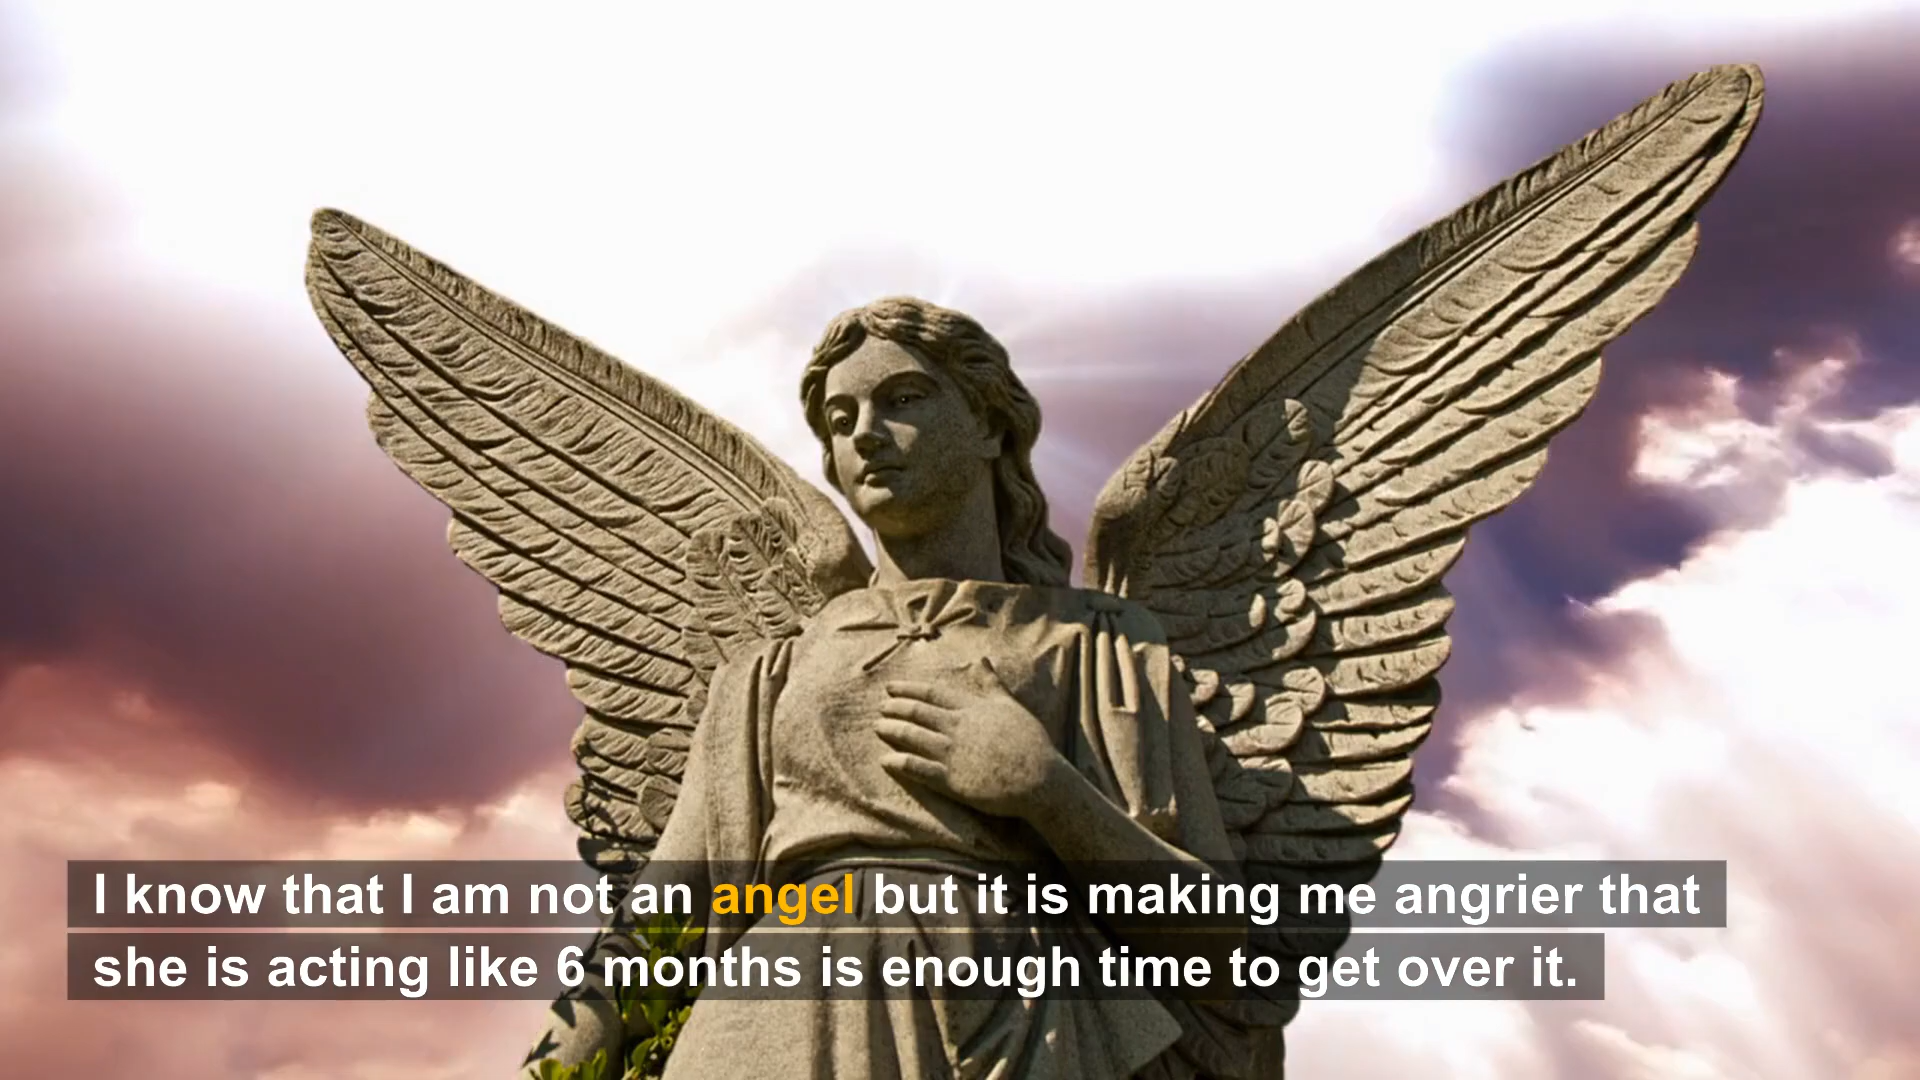 I know that I am not an angel but it is making me angrier that
she is acting like 6 months is enough time to get over it.